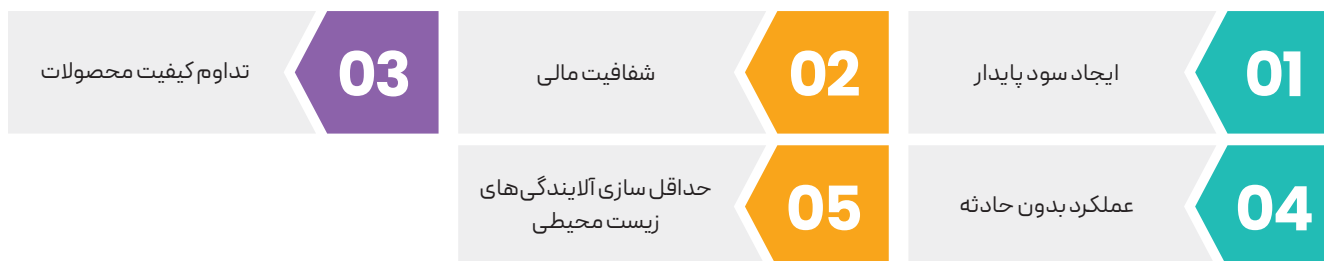 01
ایجاد سود پایدار
02
شفافیت مالی
03
تداوم کیفیت محصولات
04
عملکرد بدون حادثه
05
حداقل سازی آلایندگی‌های
زیست محیطی